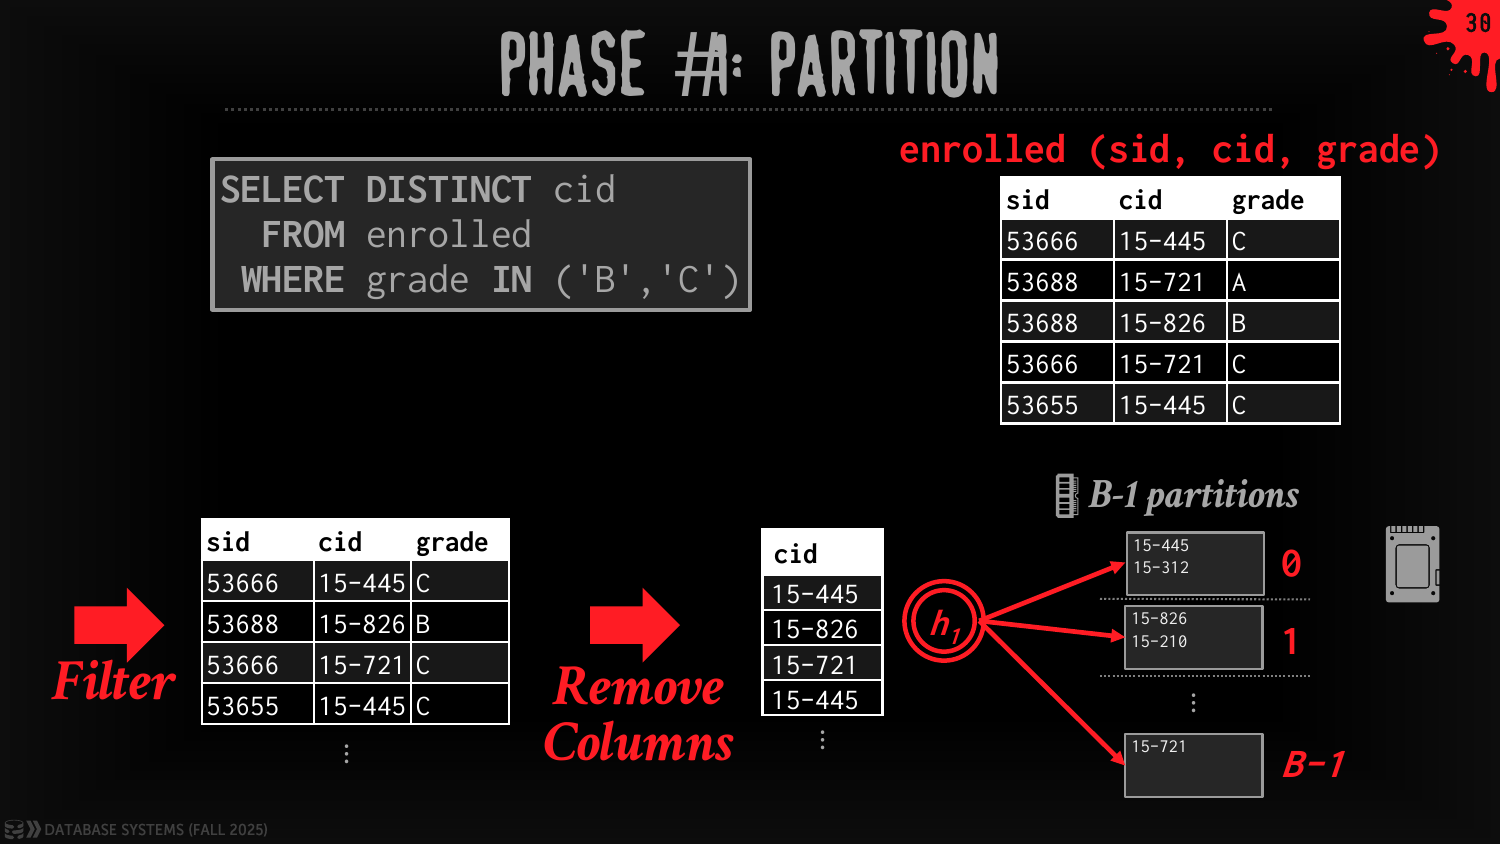 30
PHASE #1: PARTITION
SELECT DISTINCT cid
FROM enrolled
WHERE grade IN ('B','C')
enrolled (sid, cid, grade)
sid cid grade
53666 15-445 C
53688 15-721 A
53688 15-826 B
53666 15-721 C
53655 15-445 C
Filter
sid cid grade
53666 15-445 C
53688 15-826 B
53666 15-721 C
53655 15-445 C
⋮
Remove
Columns
cid
15-445
15-826
15-721
15-445
⋮
h1
B-1 partitions
15-445
15-312
0
15-826
15-210
1
⋮
15-721
B-1
DATABASE SYSTEMS (FALL 2025)